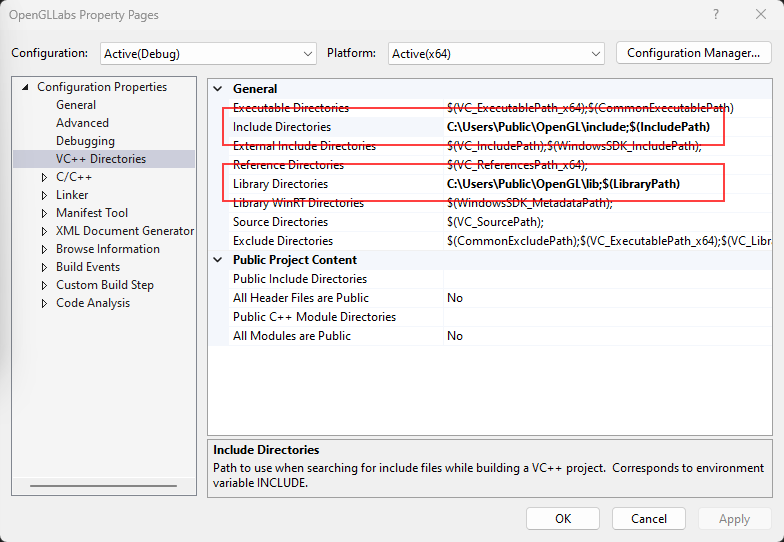 OpenGLLabs Property Pages
Configuration: Active(Debug) Platform: Active(x64) Configuration Manager...
Configuration Properties
General
Advanced
Debugging
VC++ Directories
C/C++
Linker
Manifest Tool
XML Document Generator
Browse Information
Build Events
Custom Build Step
Code Analysis
General
Executable Directories $(VC_ExecutablePath_x64);$(CommonExecutablePath)
Include Directories C:\Users\Public\OpenGL\include;$(IncludePath)
External Include Directories $(VC_IncludePath);$(WindowsSDK_IncludePath);
Reference Directories $(VC_ReferencesPath_x64);
Library Directories C:\Users\Public\OpenGL\lib;$(LibraryPath)
Library WinRT Directories $(WindowsSDK_MetadataPath);
Source Directories $(VC_SourcePath);
Exclude Directories $(CommonExcludePath);$(VC_ExecutablePath_x64);$(VC_Libr
Public Project Content
Public Include Directories
All Header Files are Public No
Public C++ Module Directories
All Modules are Public No
Include Directories
Path to use when searching for include files while building a VC++ project. Corresponds to environment
variable INCLUDE.
OK Cancel Apply